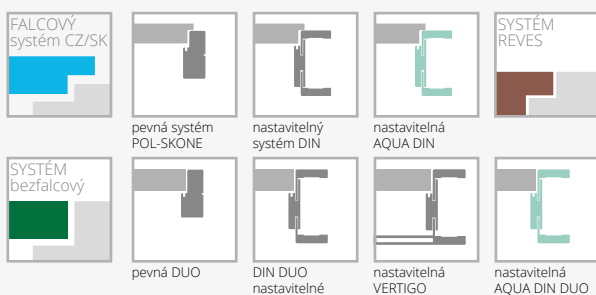 FALCOVÝ
systém CZ/SK
pevná systém
POL-SKONE
nastavitelný
systém DIN
nastavitelná
AQUA DIN
SYSTÉM
REVES
SYSTÉM
bezfalcový
pevná DUO
DIN DUO
nastavitelné
nastavitelná
VERTIGO
nastavitelná
AQUA DIN DUO